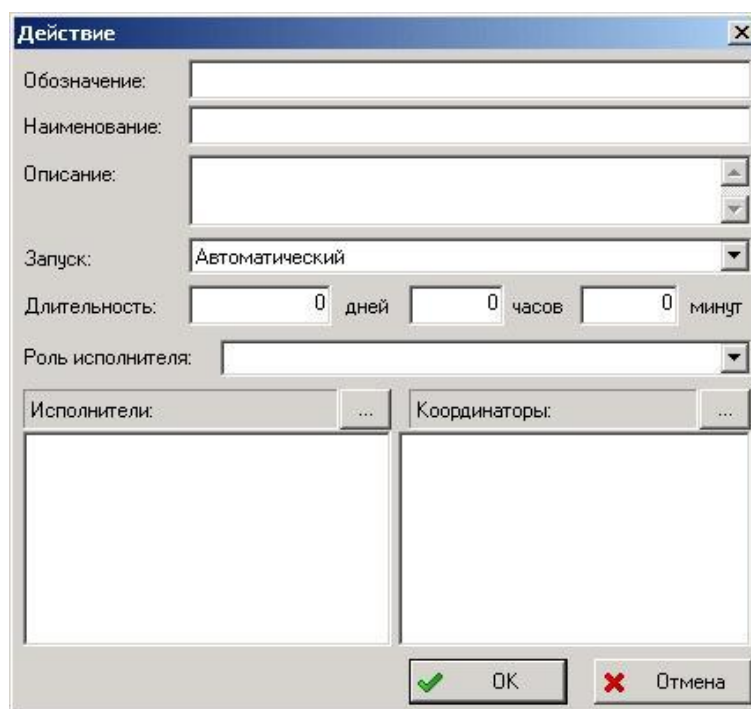 Действие
Обозначение:
Наименование:
Описание:
Запуск: Автоматический
Длительность: 0 дней 0 часов 0 минут
Роль исполнителя:
Исполнители: ... Координаторы: ...
OK Отмена